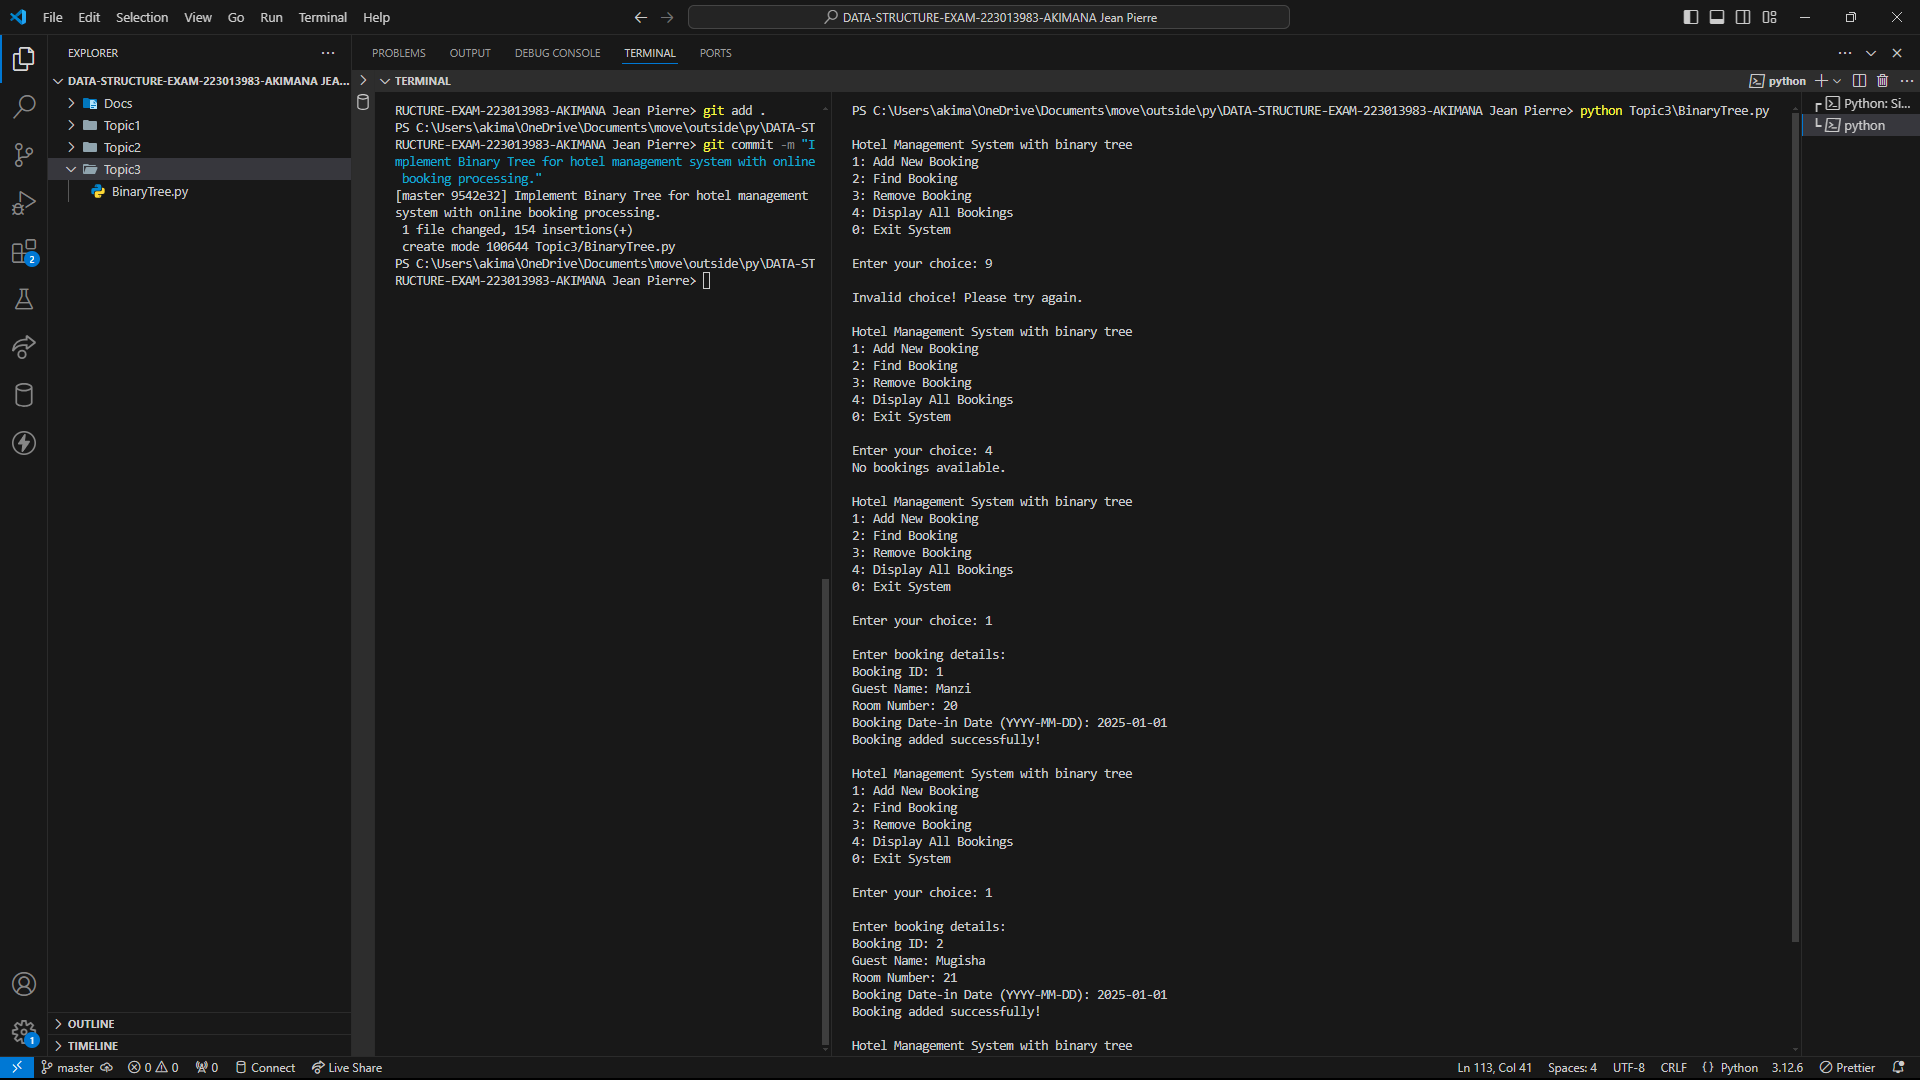 File Edit Selection View Go Run Terminal Help
DATA-STRUCTURE-EXAM-223013983-AKIMANA Jean Pierre
EXPLORER
DATA-STRUCTURE-EXAM-223013983-AKIMANA JEA...
Docs
Topic1
Topic2
Topic3
BinaryTree.py
OUTLINE
TIMELINE
PROBLEMS OUTPUT DEBUG CONSOLE TERMINAL PORTS
TERMINAL
python
RUCTURE-EXAM-223013983-AKIMANA Jean Pierre> git add .
PS C:\Users\akima\OneDrive\Documents\move\outside\py\DATA-ST
RUCTURE-EXAM-223013983-AKIMANA Jean Pierre> git commit -m "I
mplement Binary Tree for hotel management system with online
booking processing."
[master 9542e32] Implement Binary Tree for hotel management
system with online booking processing.
1 file changed, 154 insertions(+)
create mode 100644 Topic3/BinaryTree.py
PS C:\Users\akima\OneDrive\Documents\move\outside\py\DATA-ST
RUCTURE-EXAM-223013983-AKIMANA Jean Pierre>
PS C:\Users\akima\OneDrive\Documents\move\outside\py\DATA-STRUCTURE-EXAM-223013983-AKIMANA Jean Pierre> python Topic3\BinaryTree.py
Hotel Management System with binary tree
1: Add New Booking
2: Find Booking
3: Remove Booking
4: Display All Bookings
0: Exit System
Enter your choice: 9
Invalid choice! Please try again.
Hotel Management System with binary tree
1: Add New Booking
2: Find Booking
3: Remove Booking
4: Display All Bookings
0: Exit System
Enter your choice: 4
No bookings available.
Hotel Management System with binary tree
1: Add New Booking
2: Find Booking
3: Remove Booking
4: Display All Bookings
0: Exit System
Enter your choice: 1
Enter booking details:
Booking ID: 1
Guest Name: Manzi
Room Number: 20
Booking Date-in Date (YYYY-MM-DD): 2025-01-01
Booking added successfully!
Hotel Management System with binary tree
1: Add New Booking
2: Find Booking
3: Remove Booking
4: Display All Bookings
0: Exit System
Enter your choice: 1
Enter booking details:
Booking ID: 2
Guest Name: Mugisha
Room Number: 21
Booking Date-in Date (YYYY-MM-DD): 2025-01-01
Booking added successfully!
Hotel Management System with binary tree
Python: Si...
python
2
1
master 0 0 0 Connect Live Share
Ln 113, Col 41 Spaces: 4 UTF-8 CRLF {} Python 3.12.6 Prettier